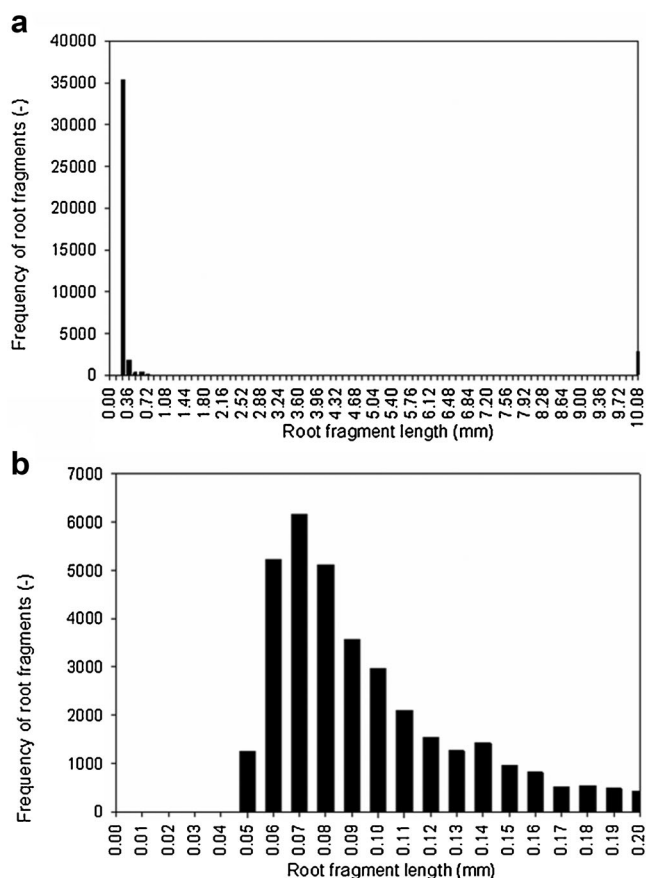 a
Frequency of root fragments (-)
40000
35000
30000
25000
20000
15000
10000
5000
0
0.00 0.36 0.72 1.08 1.44 1.80 2.16 2.52 2.88 3.24 3.60 3.96 4.32 4.68 5.04 5.40 5.76 6.12 6.48 6.84 7.20 7.56 7.92 8.28 8.64 9.00 9.36 9.72 10.08
Root fragment length (mm)
b
Frequency of root fragments (-)
7000
6000
5000
4000
3000
2000
1000
0
0.00 0.01 0.02 0.03 0.04 0.05 0.06 0.07 0.08 0.09 0.10 0.11 0.12 0.13 0.14 0.15 0.16 0.17 0.18 0.19 0.20
Root fragment length (mm)